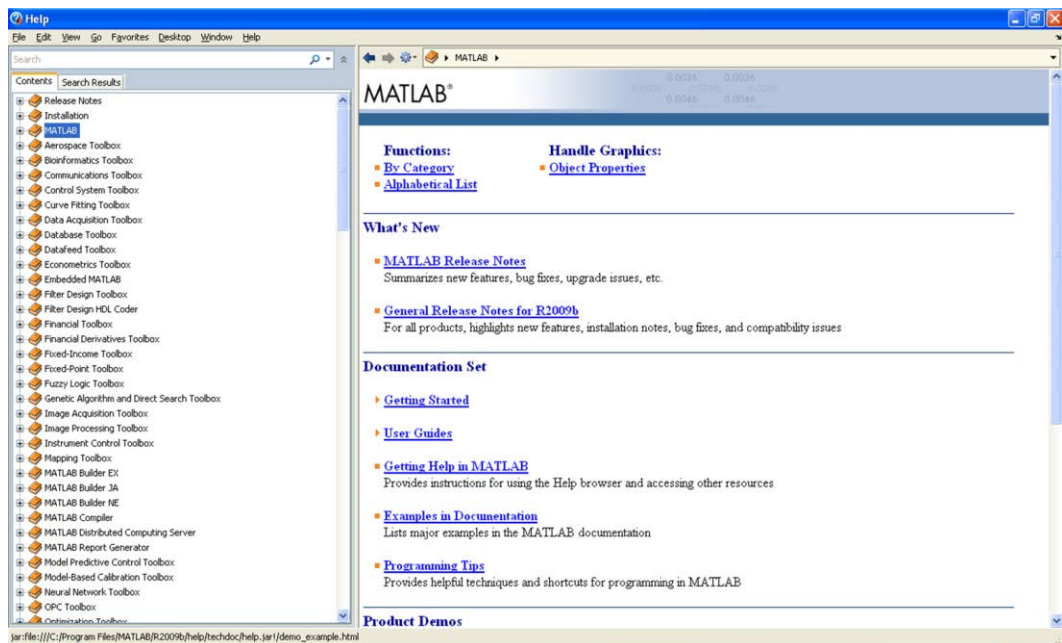 Help
File Edit View Go Favorites Desktop Window Help
Search
Contents Search Results
Release Notes
Installation
MATLAB
Aerospace Toolbox
Bioinformatics Toolbox
Communications Toolbox
Control System Toolbox
Curve Fitting Toolbox
Data Acquisition Toolbox
Database Toolbox
Datafeed Toolbox
Econometrics Toolbox
Embedded MATLAB
Filter Design Toolbox
Filter Design HDL Coder
Financial Toolbox
Financial Derivatives Toolbox
Fixed-Income Toolbox
Fixed-Point Toolbox
Fuzzy Logic Toolbox
Genetic Algorithm and Direct Search Toolbox
Image Acquisition Toolbox
Image Processing Toolbox
Instrument Control Toolbox
Mapping Toolbox
MATLAB Builder EX
MATLAB Builder JA
MATLAB Builder NE
MATLAB Compiler
MATLAB Distributed Computing Server
MATLAB Report Generator
Model Predictive Control Toolbox
Model-Based Calibration Toolbox
Neural Network Toolbox
OPC Toolbox
Optimization Toolbox
MATLAB
MATLAB®
0.0036 0.0036
0.0046 0.0046
Functions: Handle Graphics:
By Category Object Properties
Alphabetical List
What's New
MATLAB Release Notes
Summarizes new features, bug fixes, upgrade issues, etc.
General Release Notes for R2009b
For all products, highlights new features, installation notes, bug fixes, and compatibility issues
Documentation Set
Getting Started
User Guides
Getting Help in MATLAB
Provides instructions for using the Help browser and accessing other resources
Examples in Documentation
Lists major examples in the MATLAB documentation
Programming Tips
Provides helpful techniques and shortcuts for programming in MATLAB
Product Demos
jar:file:///C:/Program Files/MATLAB/R2009b/help/techdoc/help.jar!/demo_example.html